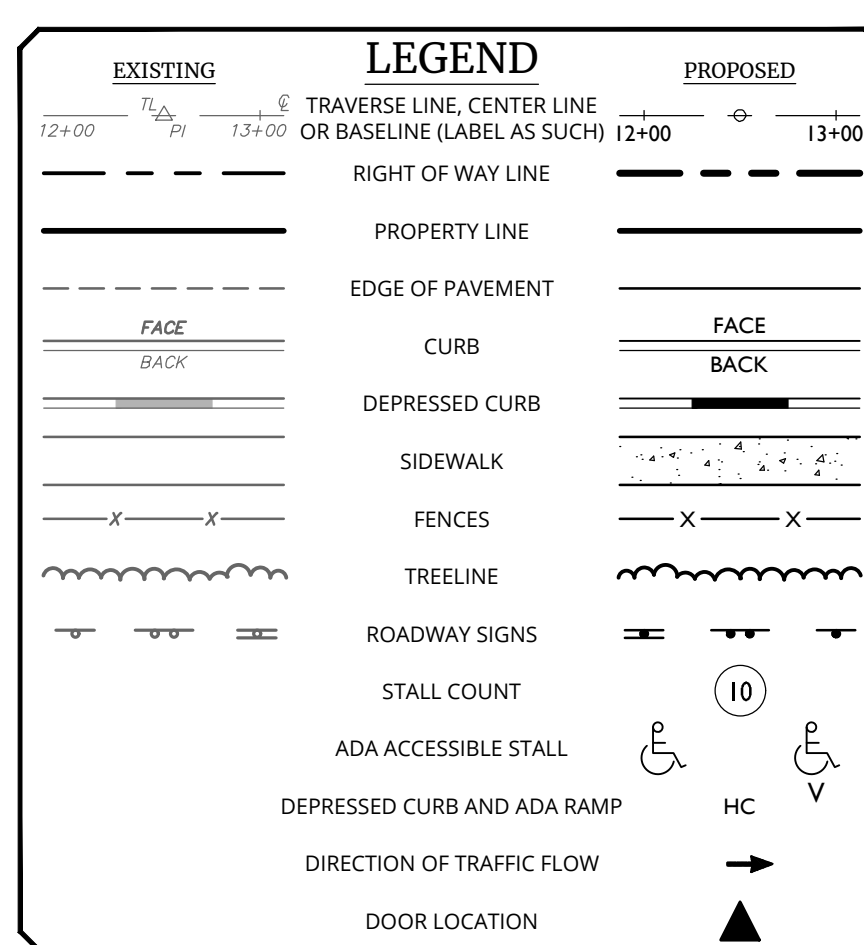 LEGEND
EXISTING
PROPOSED
TL ℄
12+00 PI 13+00
TRAVERSE LINE, CENTER LINE
OR BASELINE (LABEL AS SUCH)
12+00 13+00
RIGHT OF WAY LINE
PROPERTY LINE
EDGE OF PAVEMENT
FACE
BACK
CURB
FACE
BACK
DEPRESSED CURB
SIDEWALK
X X FENCES X X
TREELINE
ROADWAY SIGNS
STALL COUNT 10
ADA ACCESSIBLE STALL
V
DEPRESSED CURB AND ADA RAMP HC
DIRECTION OF TRAFFIC FLOW
DOOR LOCATION